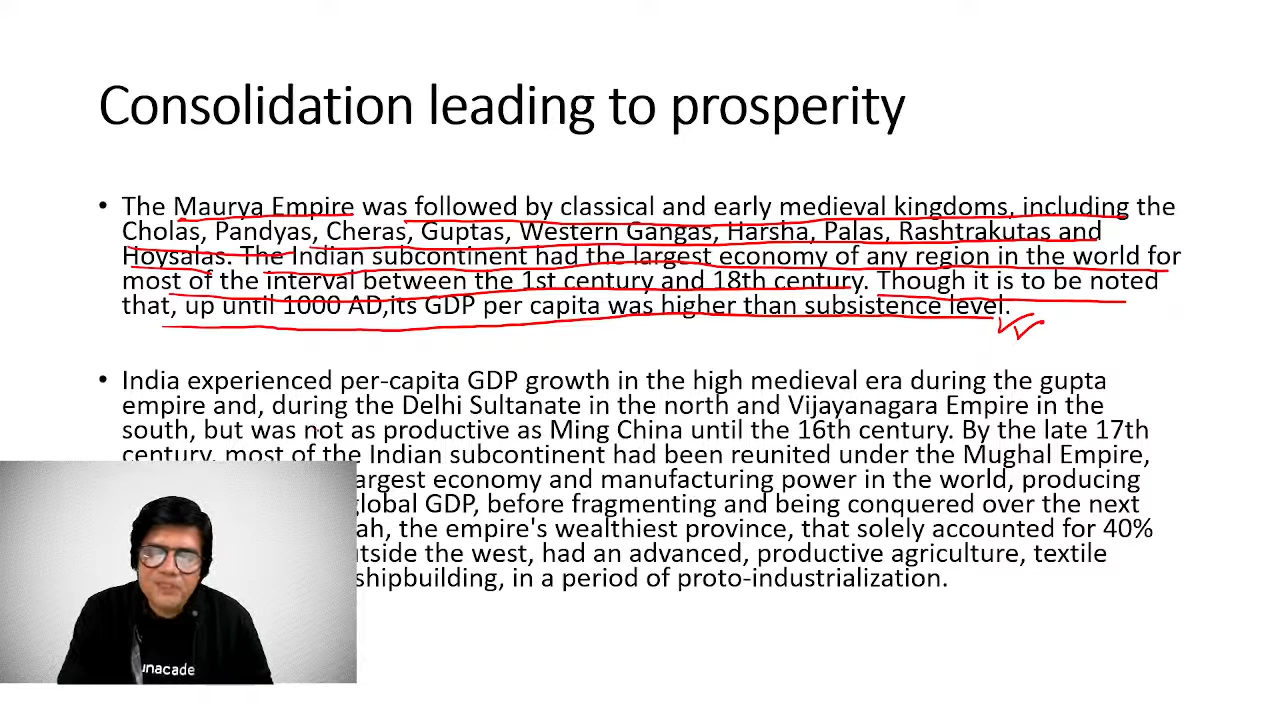 Consolidation leading to prosperity
• The Maurya Empire was followed by classical and early medieval kingdoms, including the
Cholas, Pandyas, Cheras, Guptas, Western Gangas, Harsha, Palas, Rashtrakutas and
Hoysalas. The Indian subcontinent had the largest economy of any region in the world for
most of the interval between the 1st century and 18th century. Though it is to be noted
that, up until 1000 AD,its GDP per capita was higher than subsistence level.
• India experienced per-capita GDP growth in the high medieval era during the gupta
empire and, during the Delhi Sultanate in the north and Vijayanagara Empire in the
south, but was not as productive as Ming China until the 16th century. By the late 17th
century, most of the Indian subcontinent had been reunited under the Mughal Empire,
argest economy and manufacturing power in the world, producing
global GDP, before fragmenting and being conquered over the next
ah, the empire's wealthiest province, that solely accounted for 40%
utside the west, had an advanced, productive agriculture, textile
shipbuilding, in a period of proto-industrialization.
unacade